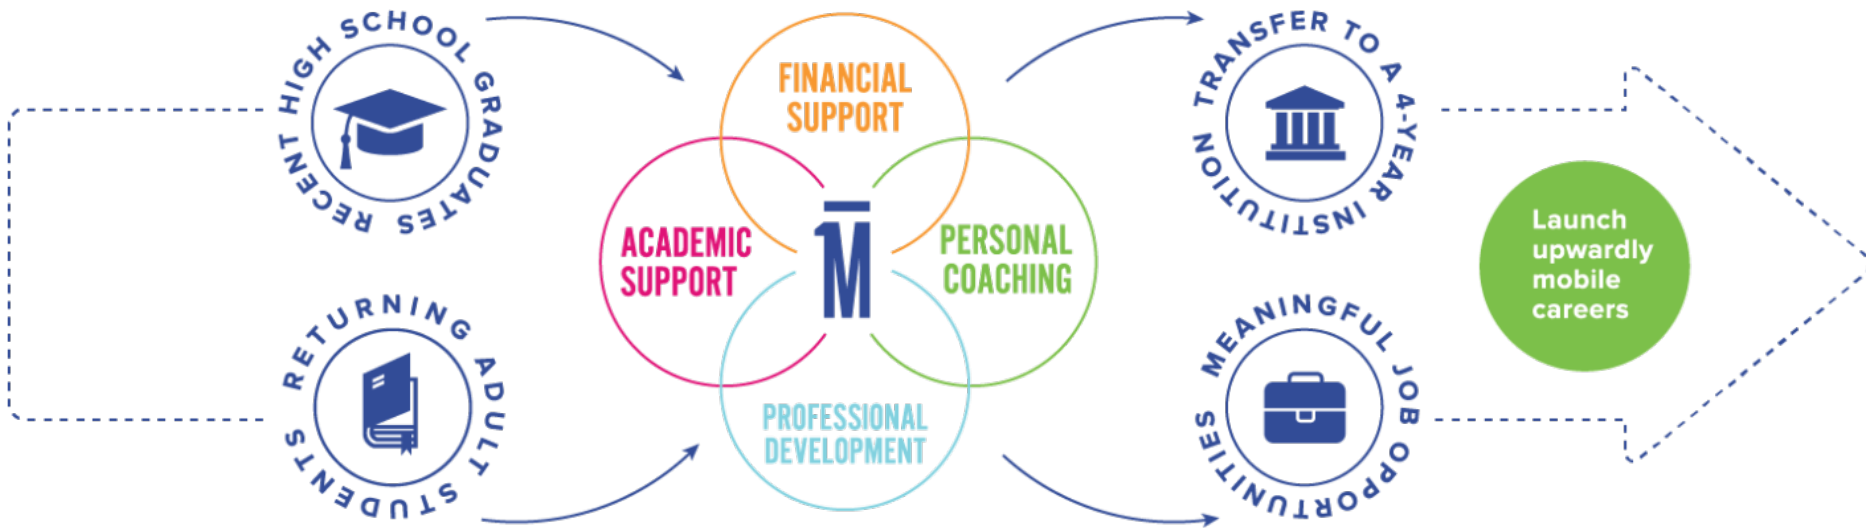 RECENT HIGH SCHOOL GRADUATES
RETURNING ADULT STUDENTS
FINANCIAL
SUPPORT
ACADEMIC
SUPPORT
1M
PERSONAL
COACHING
PROFESSIONAL
DEVELOPMENT
TRANSFER TO A 4-YEAR INSTITUTION
MEANINGFUL JOB OPPORTUNITIES
Launch
upwardly
mobile
careers